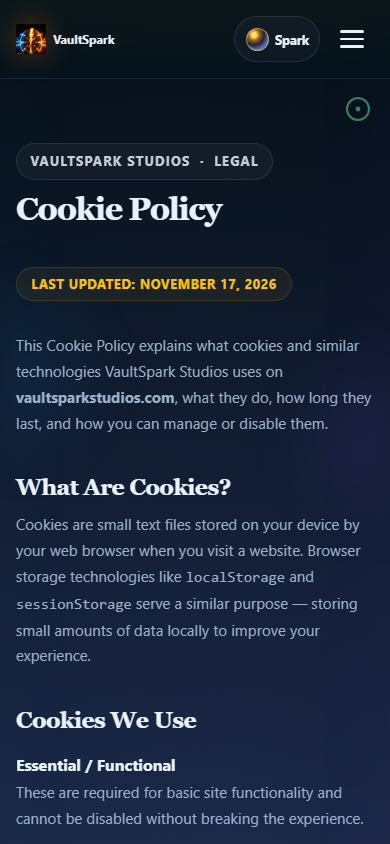 VaultSpark
Spark
VAULTSPARK STUDIOS · LEGAL
Cookie Policy
LAST UPDATED: NOVEMBER 17, 2026
This Cookie Policy explains what cookies and similar
technologies VaultSpark Studios uses on
vaultsparkstudios.com, what they do, how long they
last, and how you can manage or disable them.
What Are Cookies?
Cookies are small text files stored on your device by
your web browser when you visit a website. Browser
storage technologies like localStorage and
sessionStorage serve a similar purpose — storing
small amounts of data locally to improve your
experience.
Cookies We Use
Essential / Functional
These are required for basic site functionality and
cannot be disabled without breaking the experience.